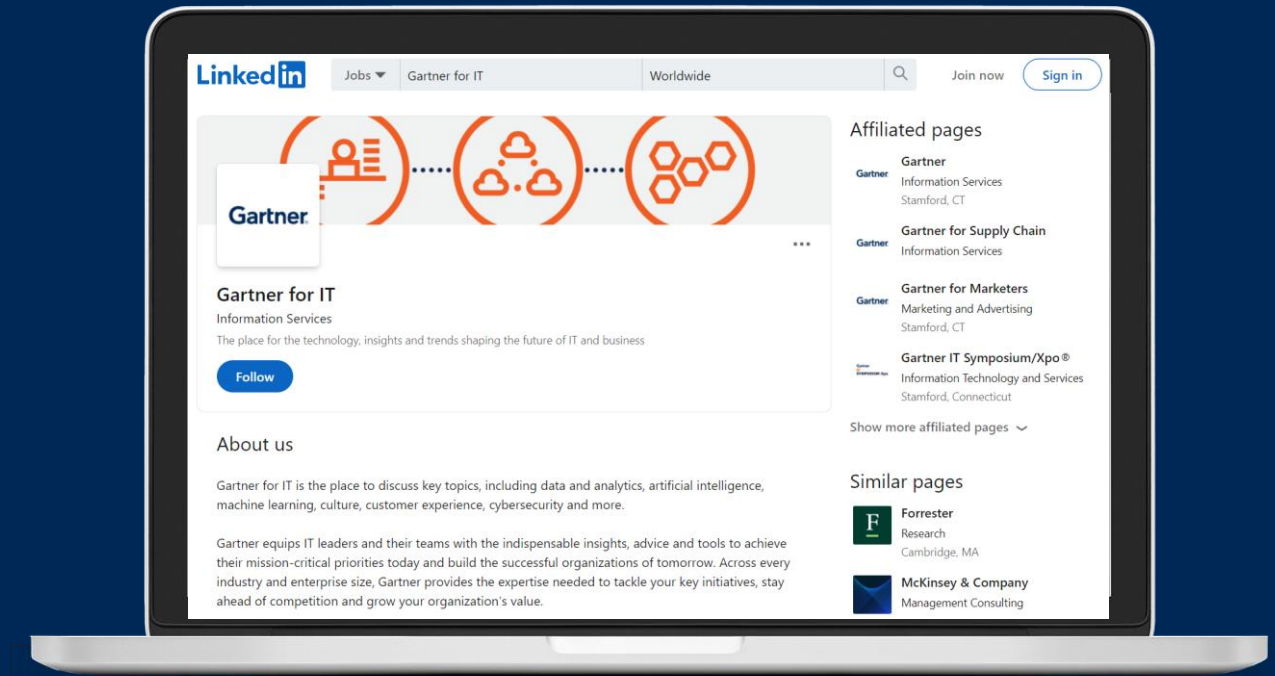 Linked in
Jobs
Gartner for IT
Worldwide
Join now
Sign in
Gartner
Gartner for IT
Information Services
The place for the technology, insights and trends shaping the future of IT and business
Follow
About us
Gartner for IT is the place to discuss key topics, including data and analytics, artificial intelligence,
machine learning, culture, customer experience, cybersecurity and more.
Gartner equips IT leaders and their teams with the indispensable insights, advice and tools to achieve
their mission-critical priorities today and build the successful organizations of tomorrow. Across every
industry and enterprise size, Gartner provides the expertise needed to tackle your key initiatives, stay
ahead of competition and grow your organization's value.
Affiliated pages
Gartner
Gartner
Information Services
Stamford, CT
Gartner
Gartner for Supply Chain
Information Services
Gartner
Gartner for Marketers
Marketing and Advertising
Stamford, CT
Gartner IT Symposium/Xpo®
Information Technology and Services
Stamford, Connecticut
Show more affiliated pages
Similar pages
F
Forrester
Research
Cambridge, MA
McKinsey & Company
Management Consulting